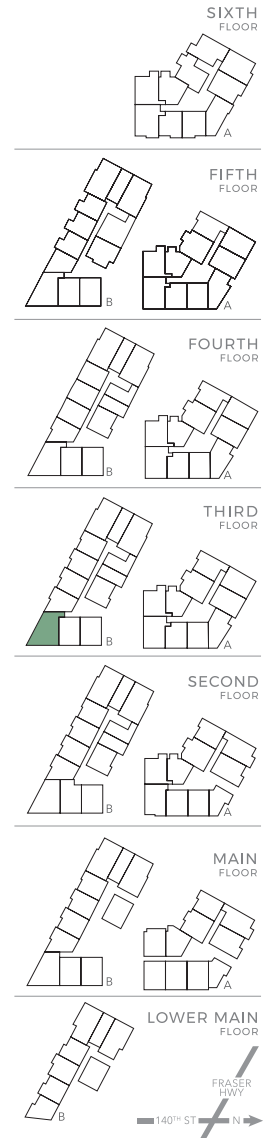 SIXTH
FLOOR
A
FIFTH
FLOOR
B
A
FOURTH
FLOOR
B
A
THIRD
FLOOR
B
A
SECOND
FLOOR
B
A
MAIN
FLOOR
B
A
LOWER MAIN
FLOOR
B
FRASER
HWY
140TH ST
N